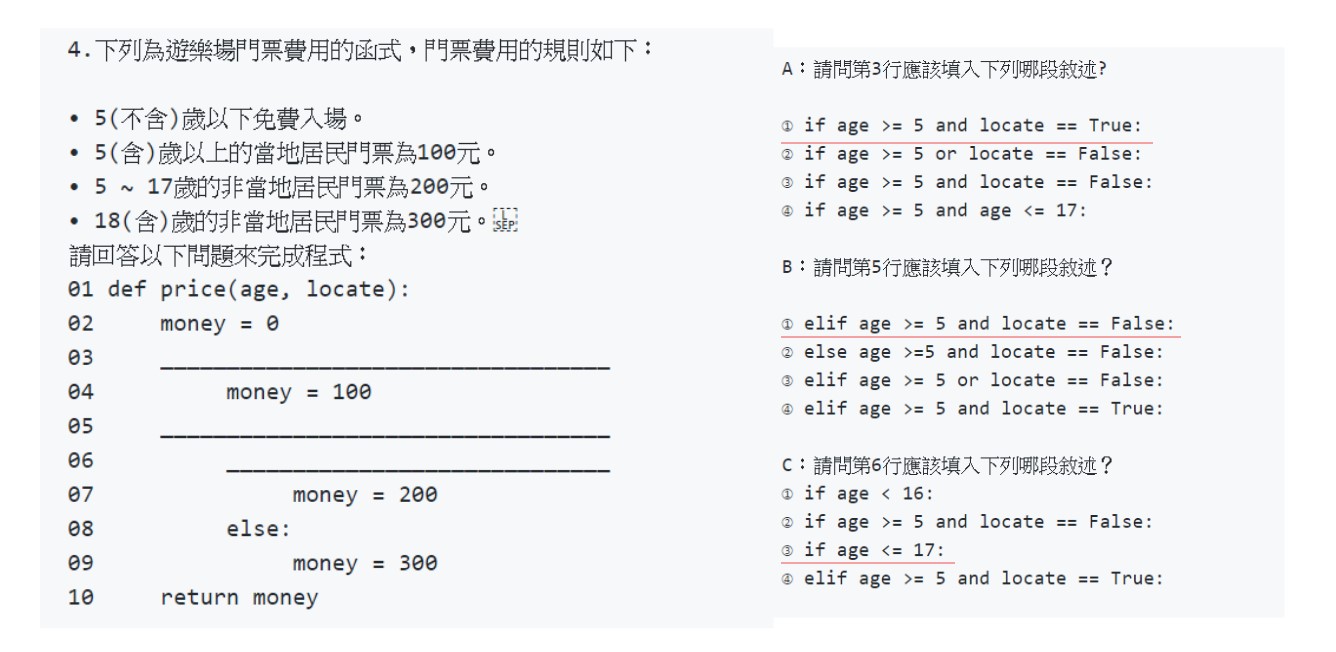 4.下列為遊樂場門票費用的函式，門票費用的規則如下：
• 5(不含)歲以下免費入場。
• 5(含)歲以上的當地居民門票為100元。
• 5 ~ 17歲的非當地居民門票為200元。
• 18(含)歲的非當地居民門票為300元。LSEP
請回答以下問題來完成程式：
01 def price(age, locate):
02 money = 0
03 __________________________________
04 money = 100
05 __________________________________
06 _____________________________
07 money = 200
08 else:
09 money = 300
10 return money
A：請問第3行應該填入下列哪段敘述?
① if age >= 5 and locate == True:
② if age >= 5 or locate == False:
③ if age >= 5 and locate == False:
④ if age >= 5 and age <= 17:
B：請問第5行應該填入下列哪段敘述？
① elif age >= 5 and locate == False:
② else age >=5 and locate == False:
③ elif age >= 5 or locate == False:
④ elif age >= 5 and locate == True:
C：請問第6行應該填入下列哪段敘述？
① if age < 16:
② if age >= 5 and locate == False:
③ if age <= 17:
④ elif age >= 5 and locate == True: